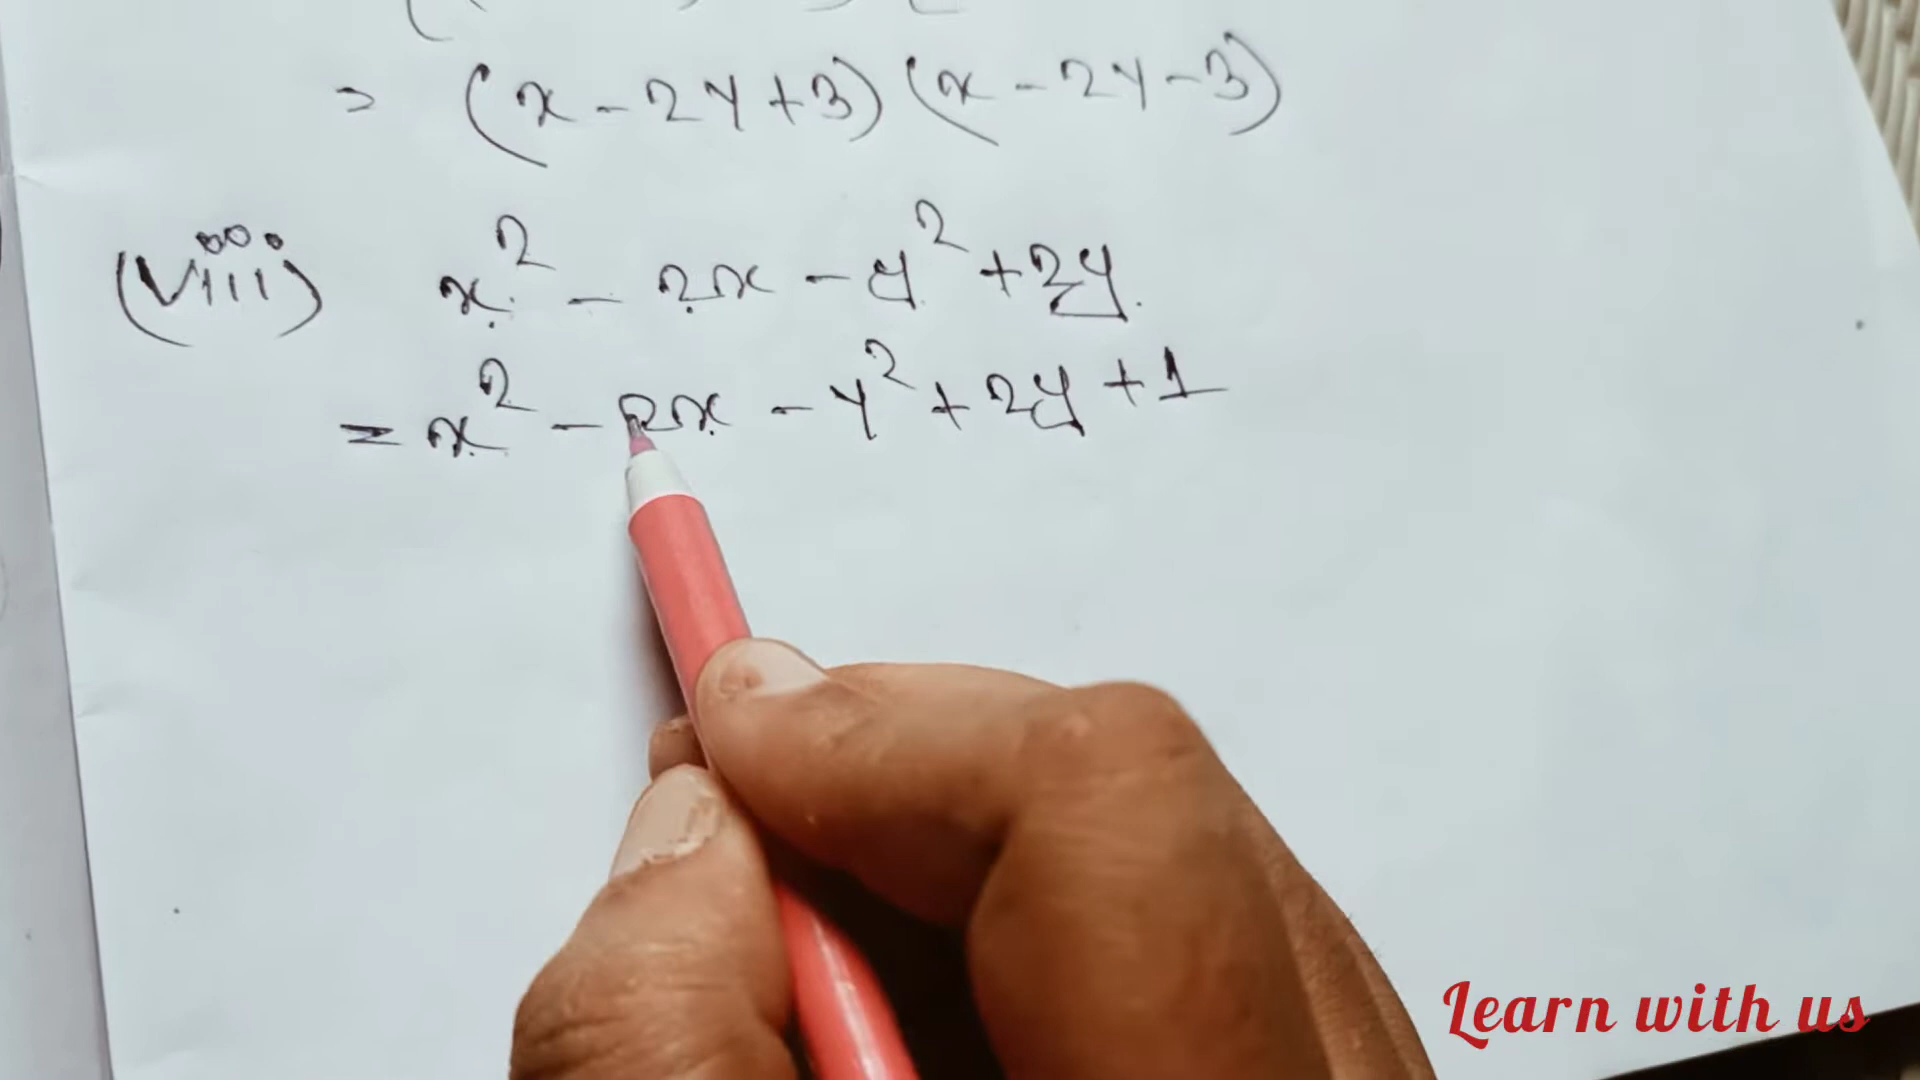 = (x - 2y + 3) (x - 2y - 3)
(viii) x² - 2x - y² + 2y.
= x² - 2x - y² + 2y + 1
Learn with us